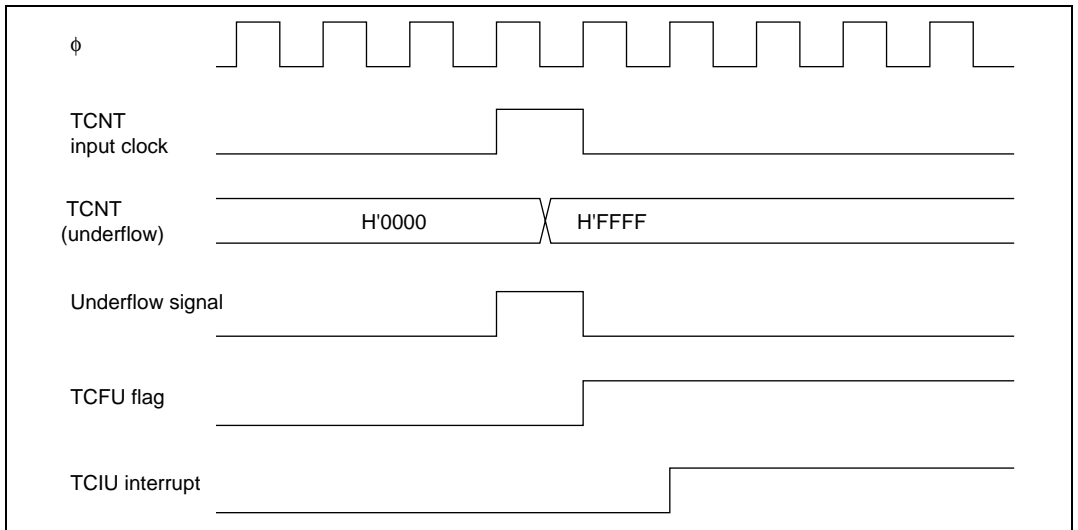 ϕ
TCNT
input clock
TCNT
(underflow)
H'0000
H'FFFF
Underflow signal
TCFU flag
TCIU interrupt